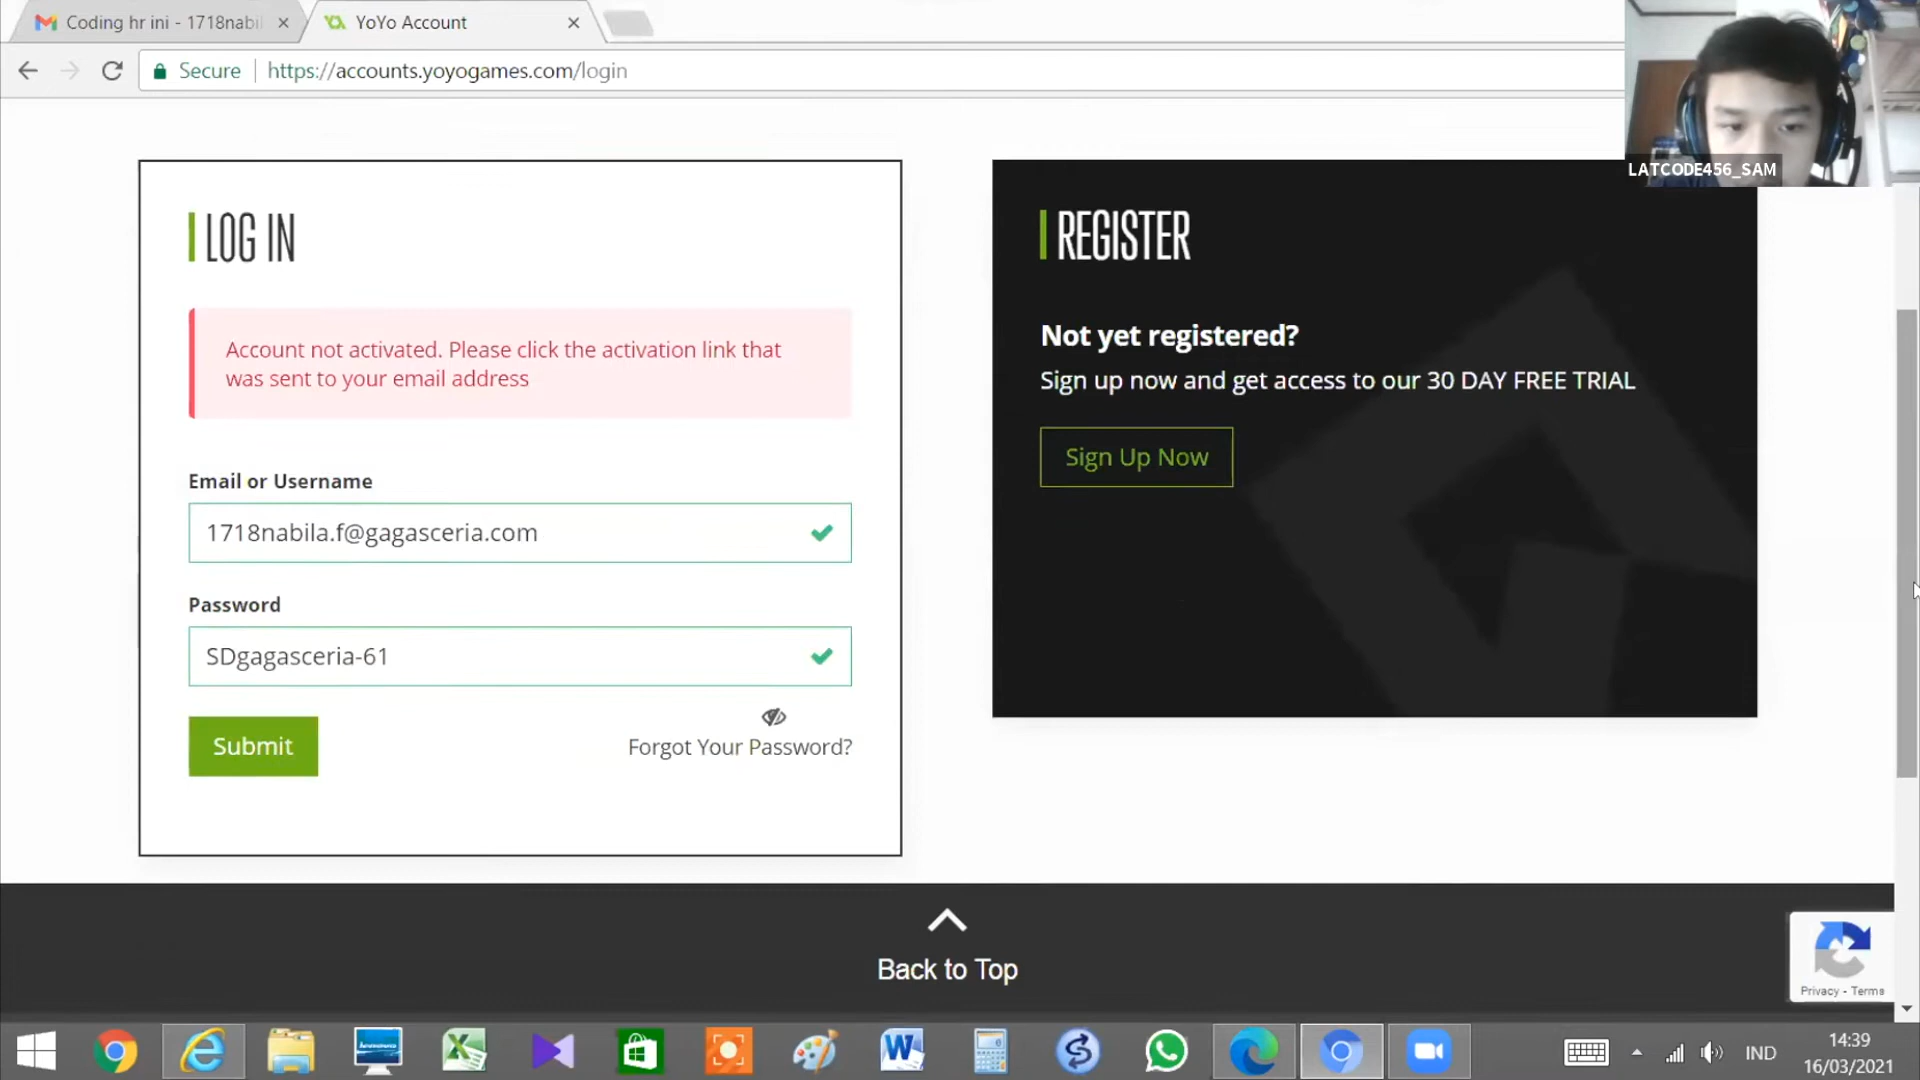 Coding hr ini - 1718nabil
YoYo Account
Secure
https://accounts.yoyogames.com/login
LATCODE456_SAM
LOG IN
Account not activated. Please click the activation link that
was sent to your email address
Email or Username
1718nabila.f@gagasceria.com
Password
SDgagasceria-61
Submit
Forgot Your Password?
REGISTER
Not yet registered?
Sign up now and get access to our 30 DAY FREE TRIAL
Sign Up Now
Back to Top
Privacy - Terms
IND
14:39
16/03/2021